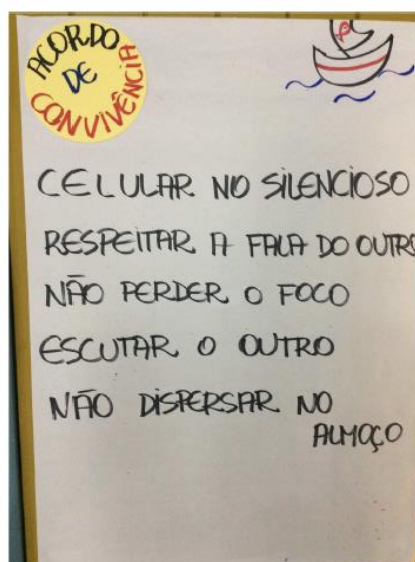 ACORDO
DE
CONVIVÊNCIA
P
CELULAR NO SILENCIOSO
RESPEITAR A FALA DO OUTRO
NÃO PERDER O FOCO
ESCUTAR O OUTRO
NÃO DISPERSAR NO
ALMOÇO